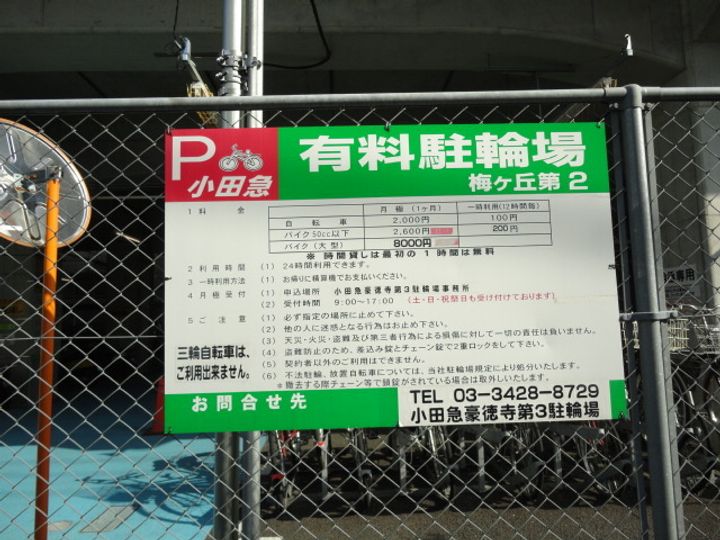 P
小田急
有料駐輪場
梅ヶ丘第2
1 料金
月極(1ヶ月) 一時利用(12時間毎)
自転車 2,000円 100円
バイク50cc以下 2,600円 200円
バイク(大型) 8000円
※ 時間貸しは最初の1時間は無料
2 利用時間 (1) 24時間利用できます。
3 一時利用方法 (1) お帰りに積算機でお支払いください。
4 月極受付 (1) 申込場所 小田急豪徳寺第3駐輪場事務所
(2) 受付時間 9:00~17:00 (土・日・祝祭日も受け付けております)
5 ご注意 (1) 必ず指定の場所に止めて下さい。
(2) 他の人に迷惑となる行為はお止め下さい。
(3) 天災・火災・盗難及び第三者行為による損傷に対して一切の責任は負いません。
(4) 盗難防止のため、差込み錠とチェーン錠で2重ロックをして下さい。
(5) 契約者以外のご利用はできません。
(6) 不法駐輪、放置自転車については、当社駐輪場規定により処分いたします。
*撤去する際チェーン等で頭錠がされている場合は取外しいたします。
三輪自転車は、
ご利用出来ません。
お問合せ先
TEL 03-3428-8729
小田急豪徳寺第3駐輪場